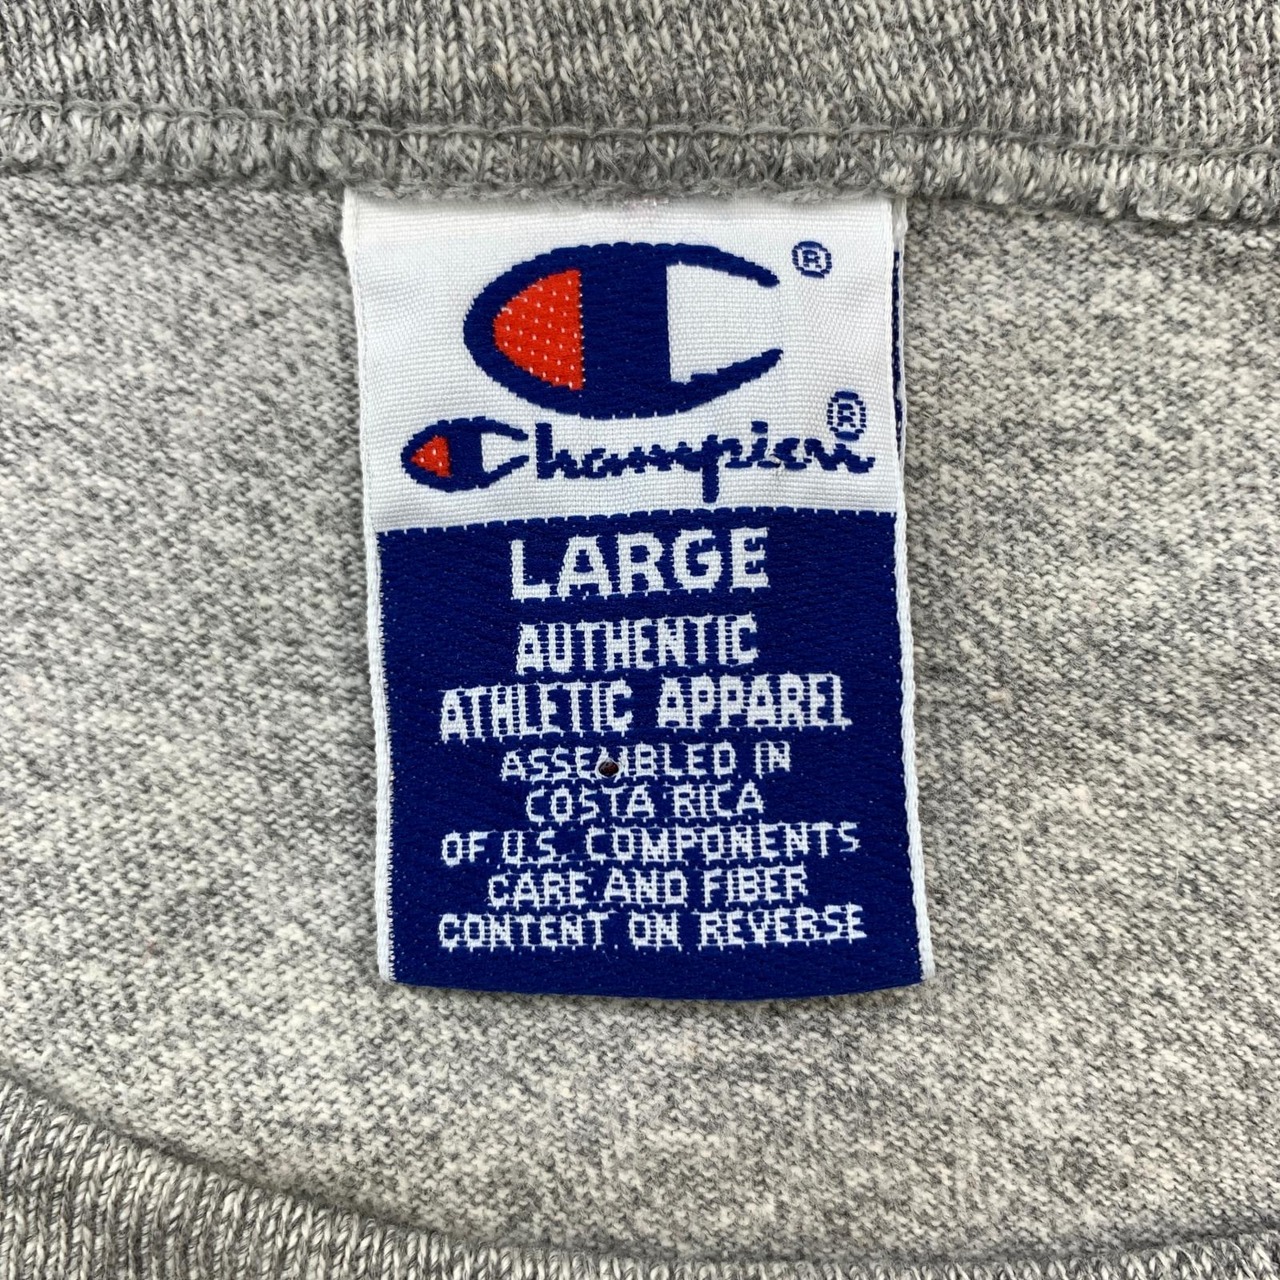 ®
Champion®
LARGE
AUTHENTIC
ATHLETIC APPAREL
ASSEMBLED IN
COSTA RICA
OF U.S. COMPONENTS
CARE AND FIBER
CONTENT ON REVERSE